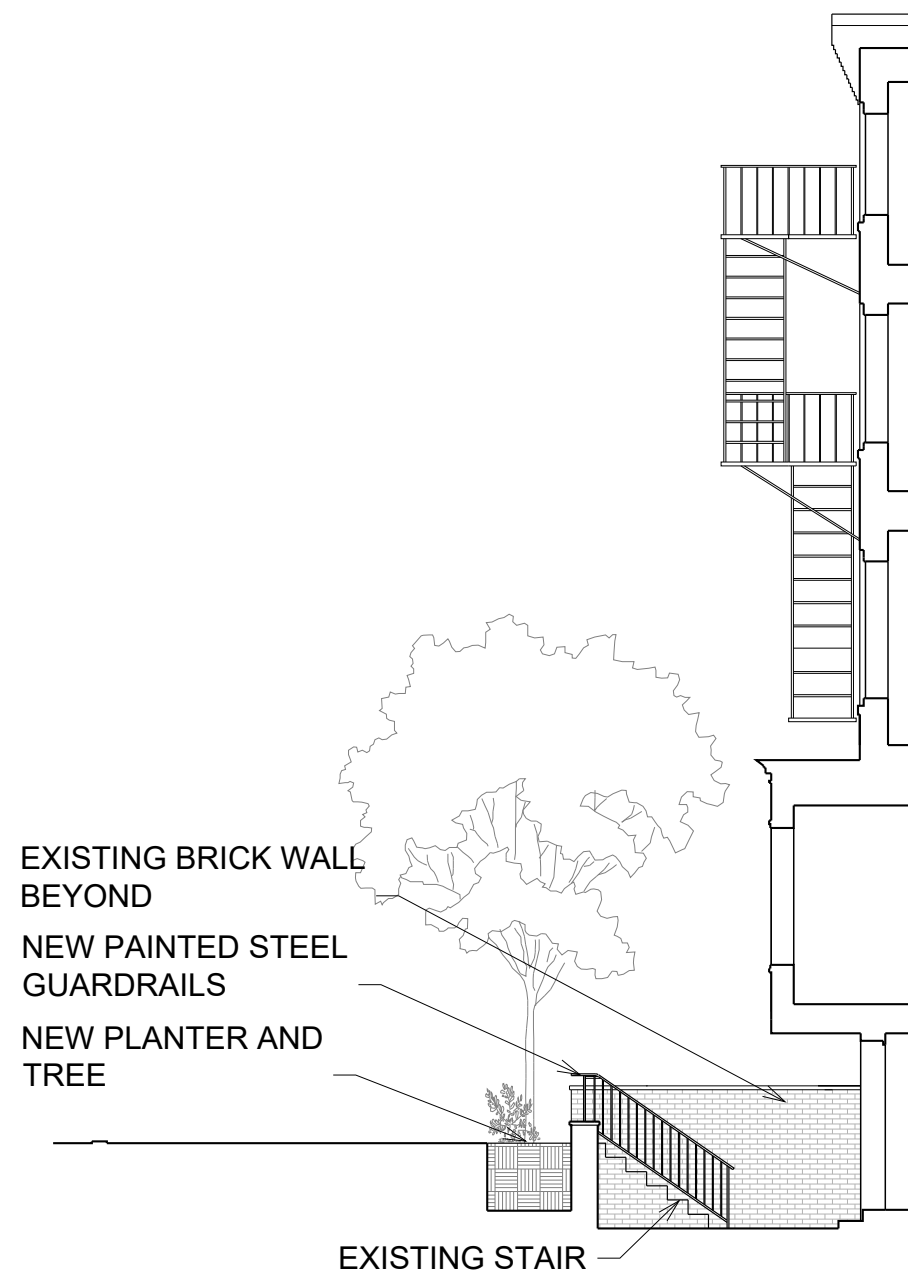 EXISTING BRICK WALL
BEYOND
NEW PAINTED STEEL
GUARDRAILS
NEW PLANTER AND
TREE
EXISTING STAIR